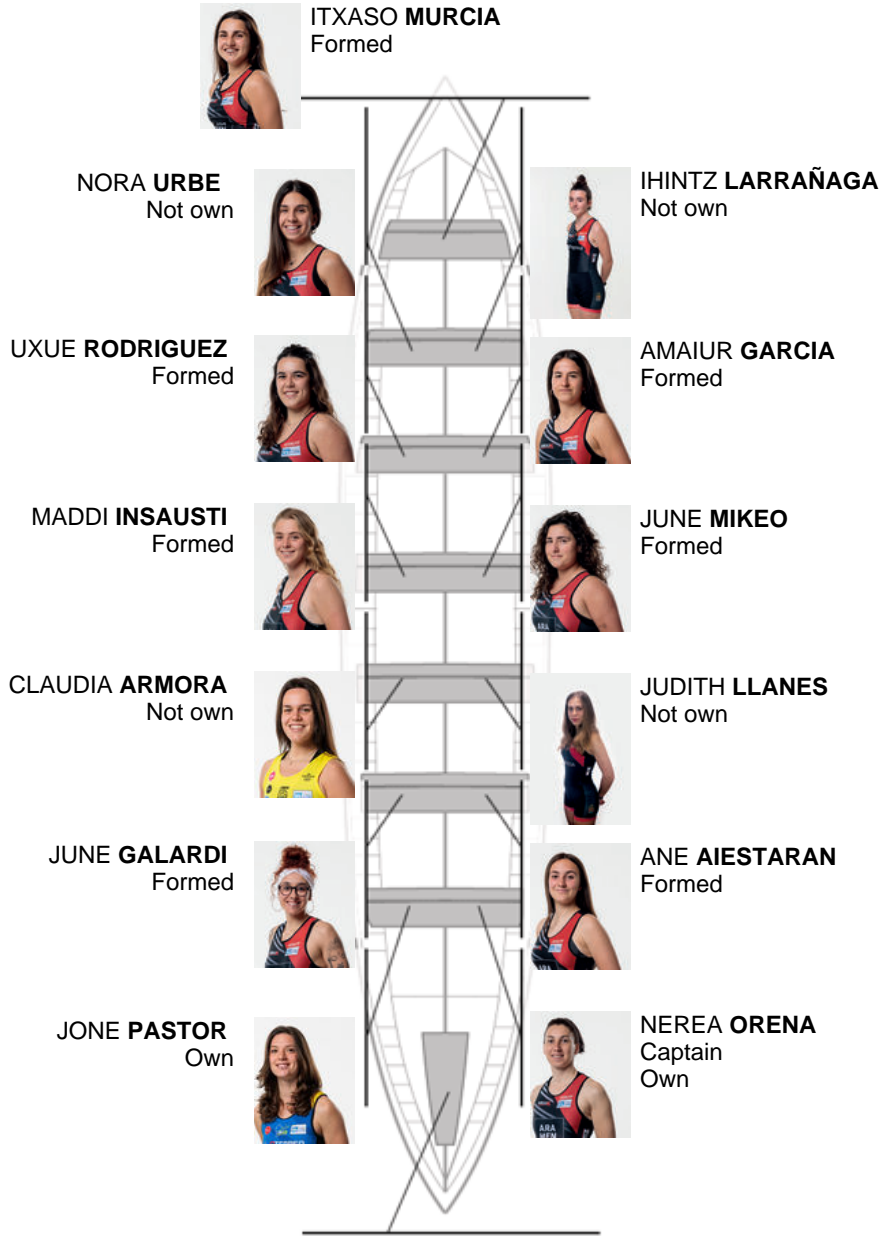 ITXASO MURCIA
Formed
NORA URBE
Not own
IHINTZ LARRAÑAGA
Not own
UXUE RODRIGUEZ
Formed
AMAIUR GARCIA
Formed
MADDI INSAUSTI
Formed
JUNE MIKEO
Formed
CLAUDIA ARMORA
Not own
JUDITH LLANES
Not own
JUNE GALARDI
Formed
ANE AIESTARAN
Formed
JONE PASTOR
Own
NEREA ORENA
Captain
Own